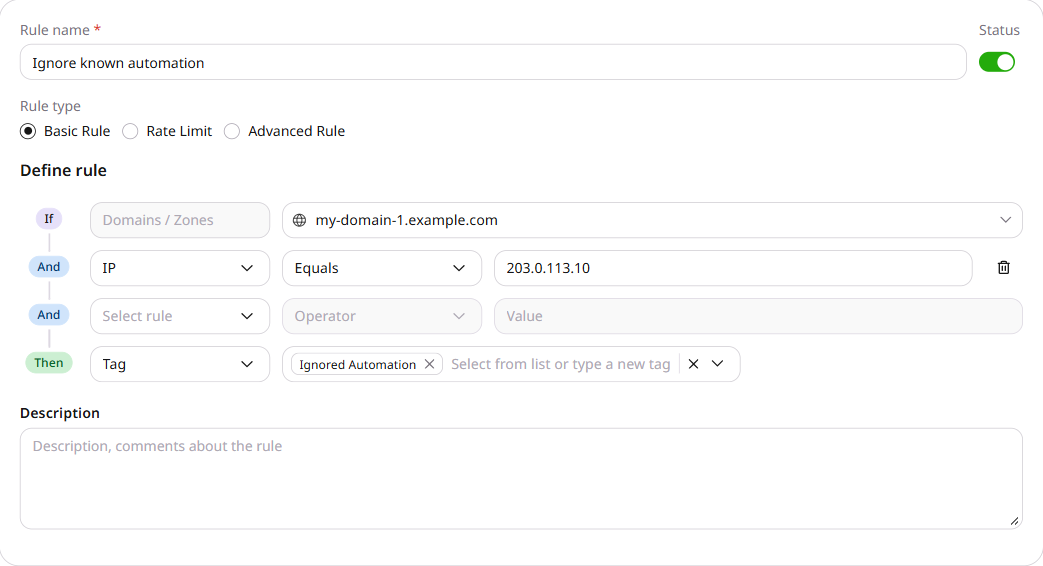 Rule name *
Status
Ignore known automation
Rule type
Basic Rule Rate Limit Advanced Rule
Define rule
If Domains / Zones my-domain-1.example.com
And IP Equals 203.0.113.10
And Select rule Operator Value
Then Tag Ignored Automation Select from list or type a new tag
Description
Description, comments about the rule